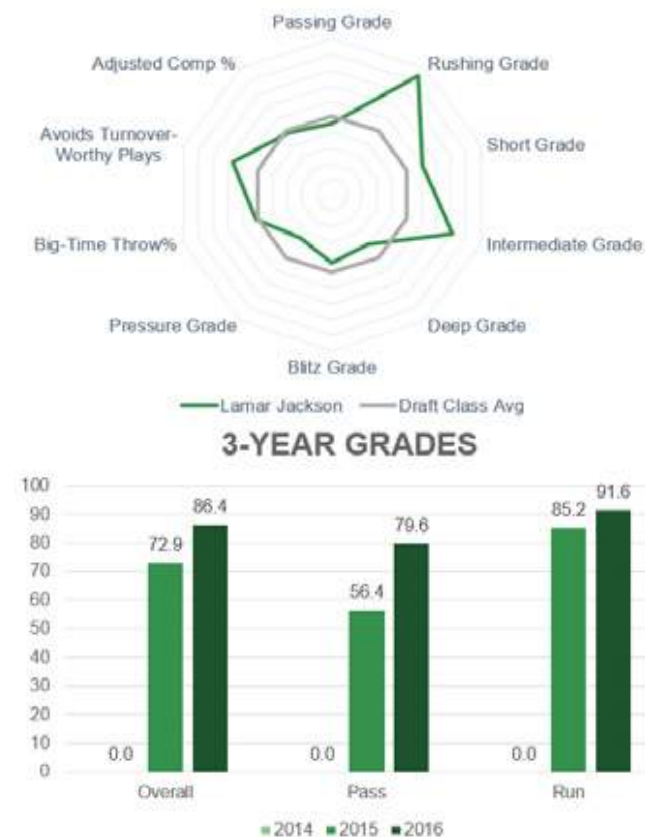 Passing Grade
Adjusted Comp %
Rushing Grade
Avoids Turnover-
Worthy Plays
Short Grade
Big-Time Throw%
Intermediate Grade
Pressure Grade
Deep Grade
Blitz Grade
Lamar Jackson Draft Class Avg
3-YEAR GRADES
100
90
80
70
60
50
40
30
20
10
0
0.0 72.9 86.4
0.0 56.4 79.6
0.0 85.2 91.6
Overall Pass Run
2014 2015 2016